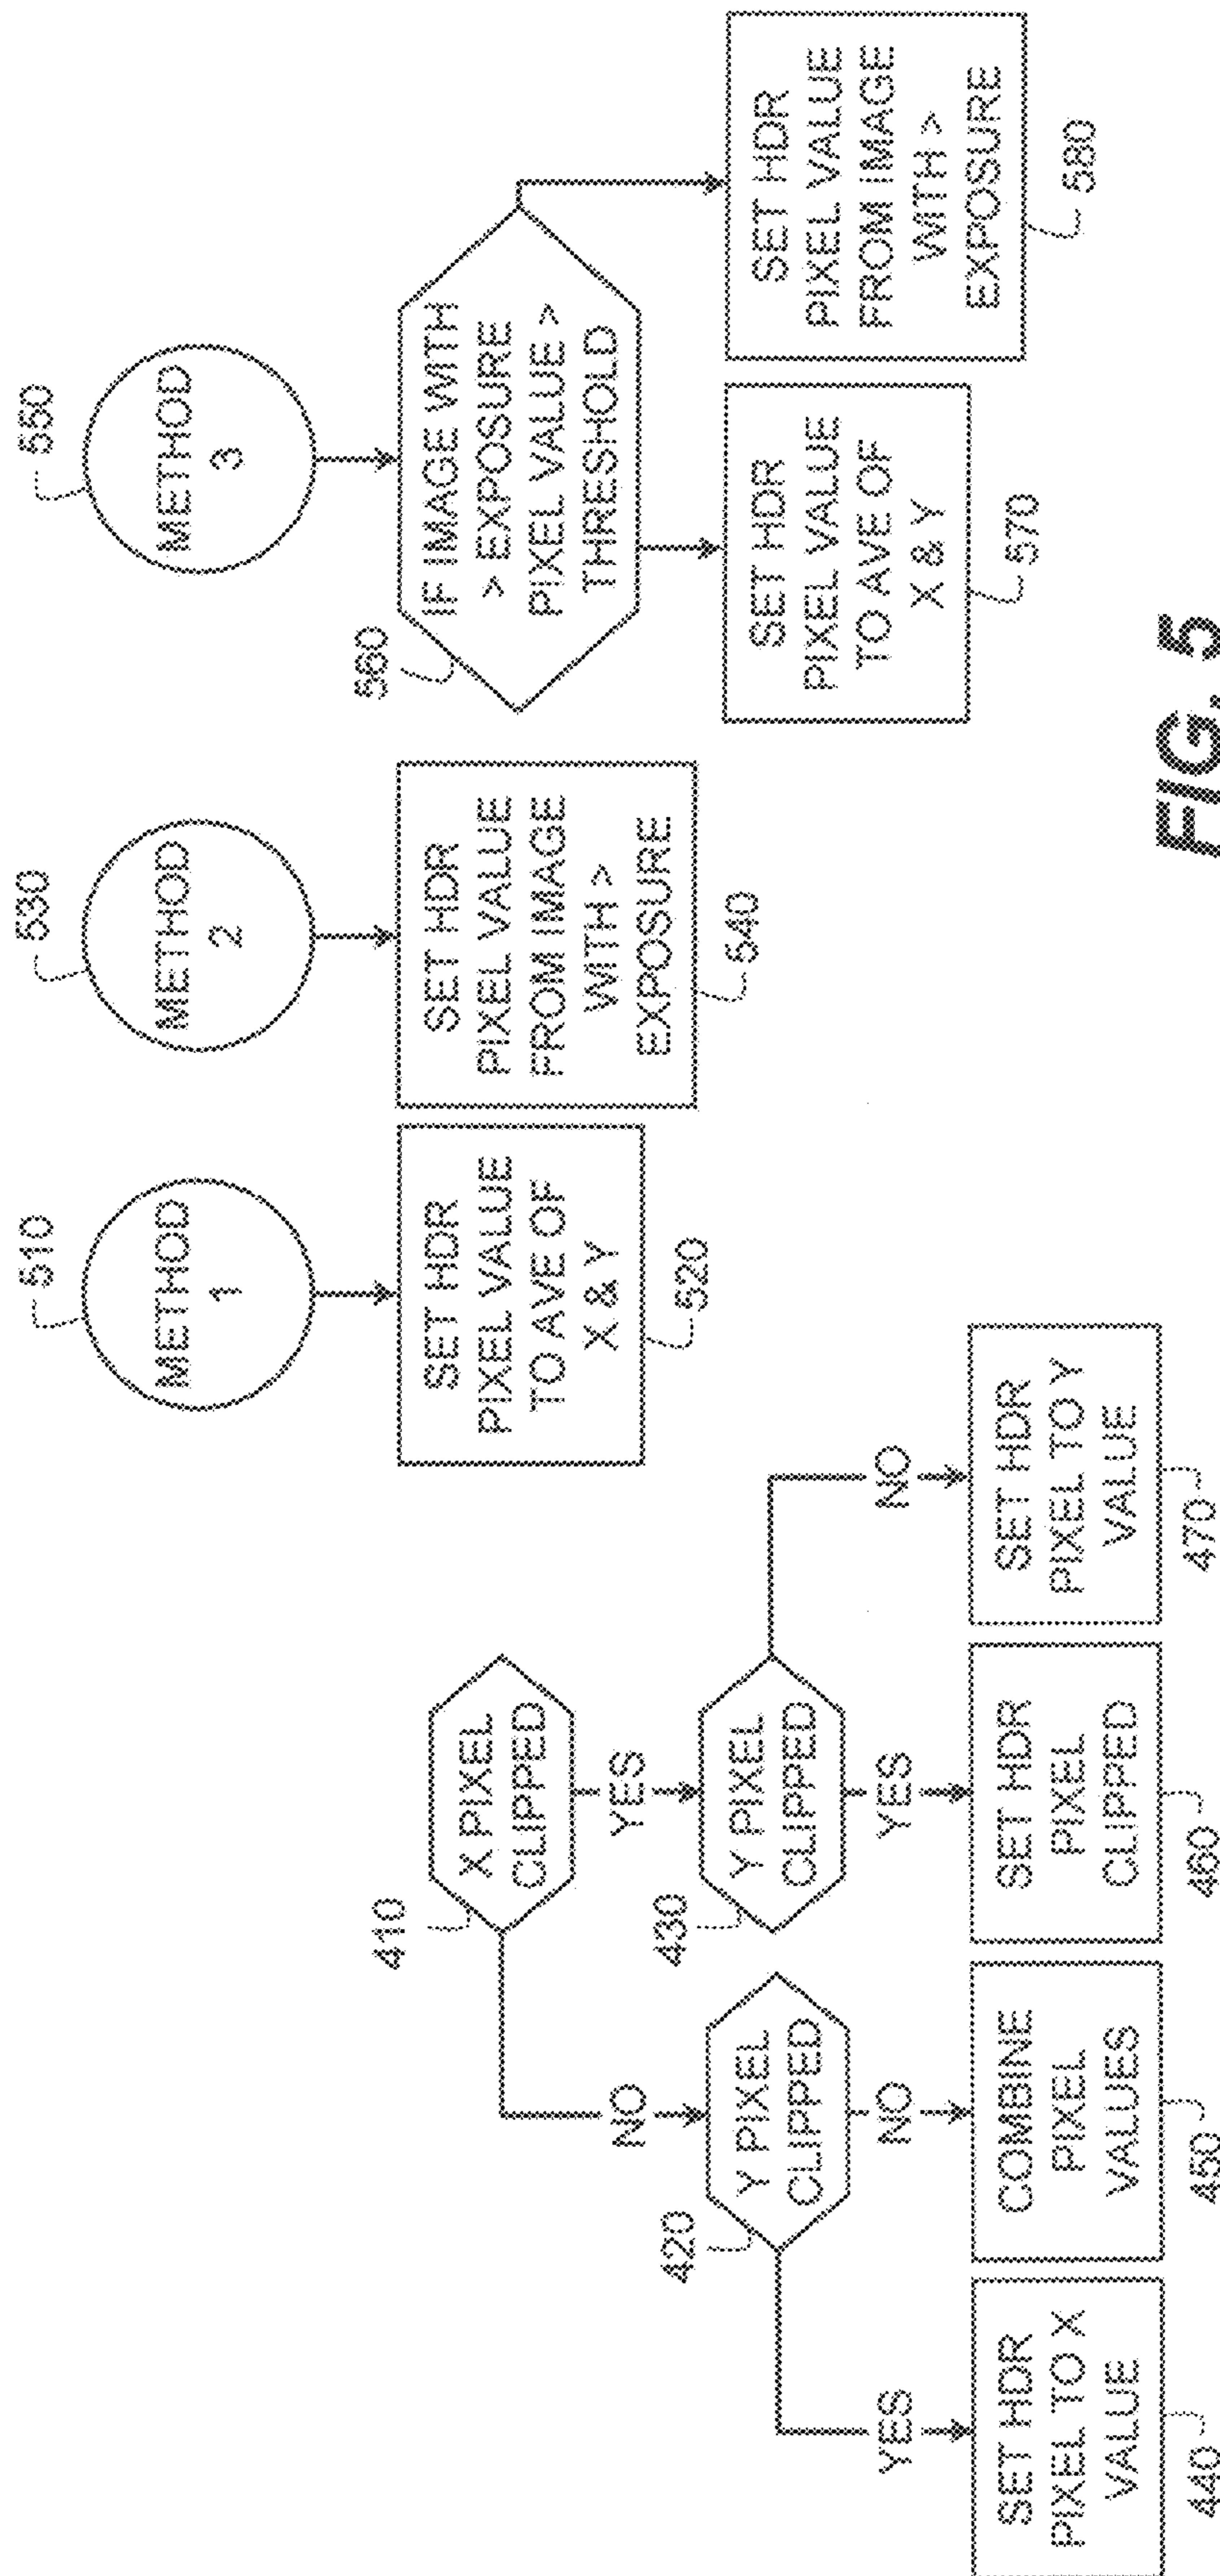 410
X PIXEL
CLIPPED
NO
YES
420
Y PIXEL
CLIPPED
430
Y PIXEL
CLIPPED
YES
NO
YES
NO
SET HDR
PIXEL TO X
VALUE
440
COMBINE
PIXEL
VALUES
450
SET HDR
PIXEL
CLIPPED
460
SET HDR
PIXEL TO Y
VALUE
470
510
METHOD
1
SET HDR
PIXEL VALUE
TO AVE OF
X & Y
520
530
METHOD
2
SET HDR
PIXEL VALUE
FROM IMAGE
WITH >
EXPOSURE
540
550
METHOD
3
560
IF IMAGE WITH
> EXPOSURE
PIXEL VALUE >
THRESHOLD
SET HDR
PIXEL VALUE
TO AVE OF
X & Y
570
SET HDR
PIXEL VALUE
FROM IMAGE
WITH >
EXPOSURE
580
FIG. 5